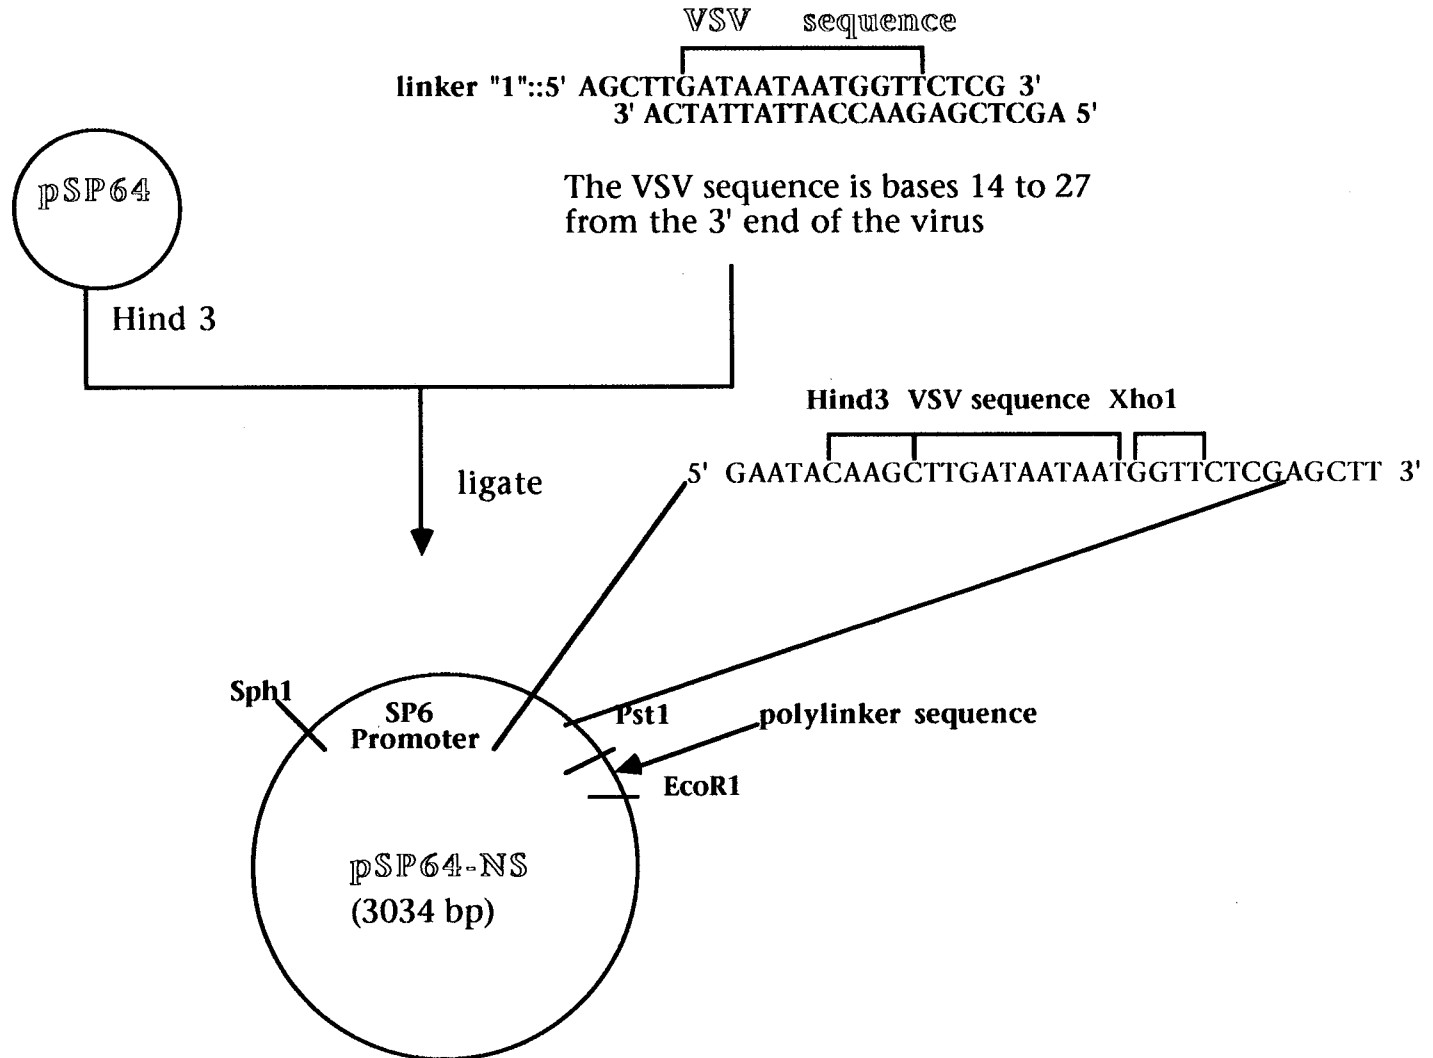 VSV sequence
linker "1"::5' AGCTTGATAATAATGGTTCTCG 3'
3' ACTATTATTACCAAGAGCTCGA 5'
pSP64
The VSV sequence is bases 14 to 27
from the 3' end of the virus
Hind 3
Hind3 VSV sequence Xho1
ligate
5' GAATACAAGCTTGATAATAATGGTTCTCGAGCTT 3'
Sph1
SP6
Promoter
Pst1
polylinker sequence
EcoR1
pSP64-NS
(3034 bp)